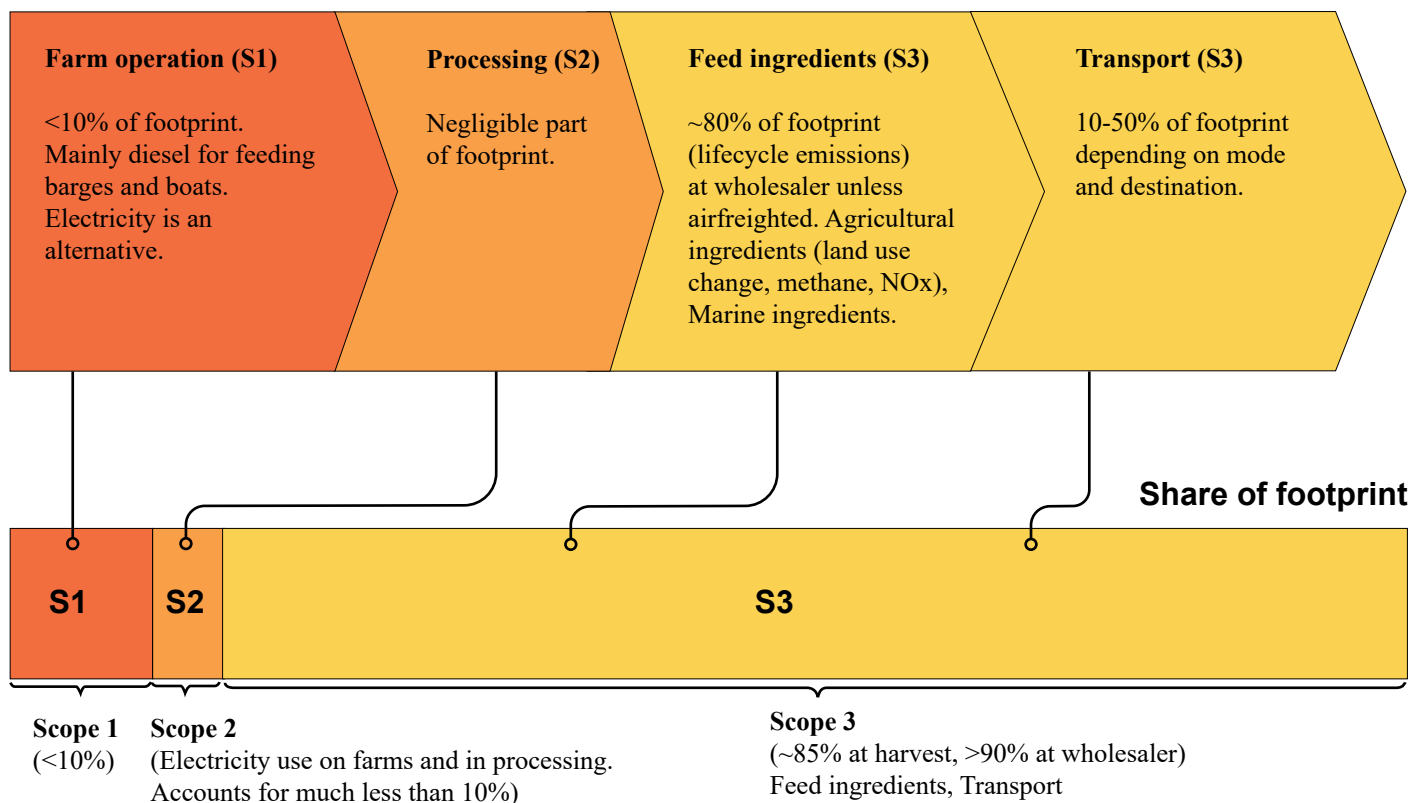 Farm operation (S1)
<10% of footprint.
Mainly diesel for feeding
barges and boats.
Electricity is an
alternative.
Processing (S2)
Negligible part
of footprint.
Feed ingredients (S3)
~80% of footprint
(lifecycle emissions)
at wholesaler unless
airfreighted. Agricultural
ingredients (land use
change, methane, NOx),
Marine ingredients.
Transport (S3)
10-50% of footprint
depending on mode
and destination.
Share of footprint
S1
S2
S3
Scope 1
(<10%)
Scope 2
(Electricity use on farms and in processing.
Accounts for much less than 10%)
Scope 3
(~85% at harvest, >90% at wholesaler)
Feed ingredients, Transport